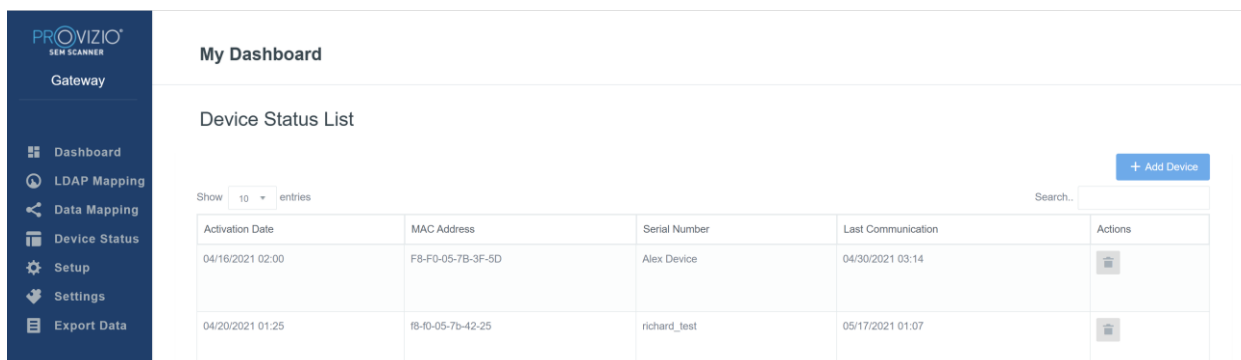 PROVIZIO®
SEM SCANNER
Gateway
Dashboard
LDAP Mapping
Data Mapping
Device Status
Setup
Settings
Export Data
My Dashboard
Device Status List
+ Add Device
Show 10 entries
Search..
Activation Date MAC Address Serial Number Last Communication Actions
04/16/2021 02:00 F8-F0-05-7B-3F-5D Alex Device 04/30/2021 03:14
04/20/2021 01:25 f8-f0-05-7b-42-25 richard_test 05/17/2021 01:07